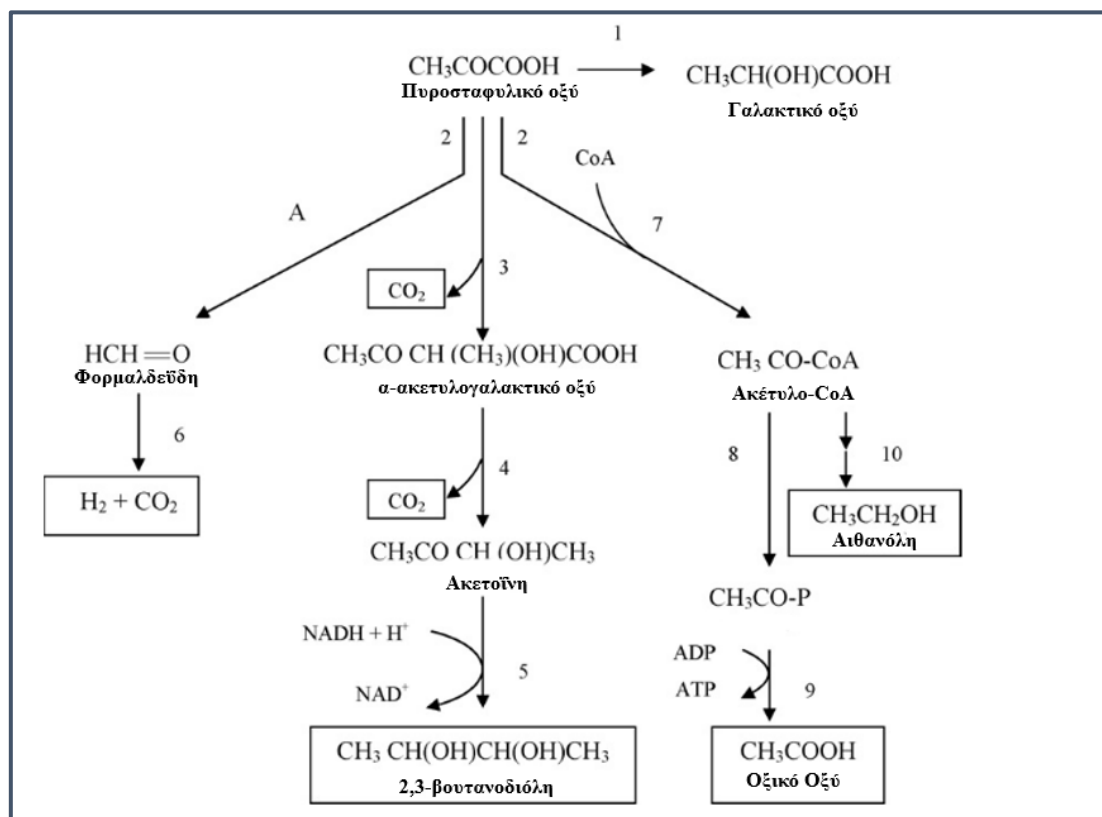 1
CH₃COCOOH
Πυροσταφυλικό οξύ
CH₃CH(OH)COOH
Γαλακτικό οξύ
2
2
CoA
A
7
3
CO₂
HCH=O
Φορμαλδεΰδη
CH₃CO CH (CH₃)(OH)COOH
α-ακετυλογαλακτικό οξύ
CH₃ CO-CoA
Ακέτυλο-CoA
6
4
8
10
H₂ + CO₂
CO₂
CH₃CH₂OH
Αιθανόλη
CH₃CO CH (OH)CH₃
Ακετοΐνη
CH₃CO-P
NADH + H⁺
NAD⁺
5
ADP
ATP
9
CH₃ CH(OH)CH(OH)CH₃
2,3-βουτανοδιόλη
CH₃COOH
Οξικό Οξύ